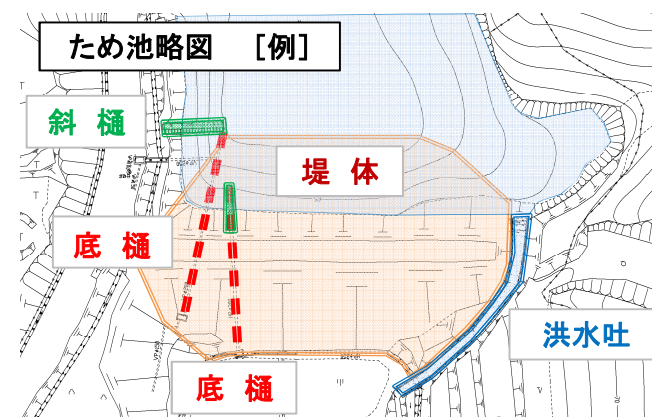 ため池略図 ［例］
斜 樋
堤 体
底 樋
洪水吐
底 樋